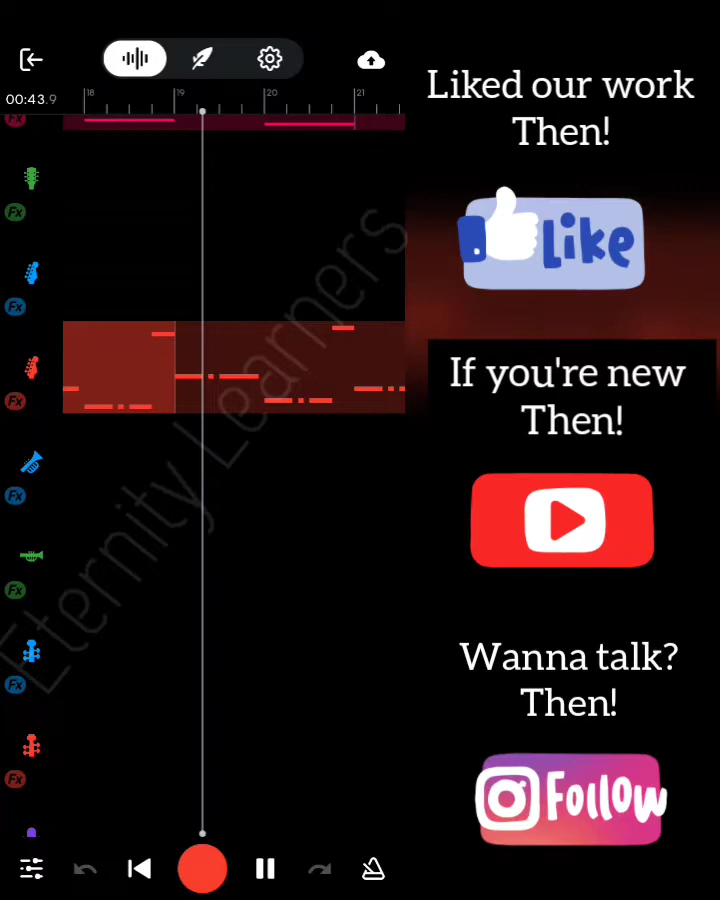 18
19
20
21
00:43.9
Fx
Fx
Fx
Fx
Fx
Fx
Fx
Fx
Eternity Learners
Liked our work
Then!
Like
If you're new
Then!
Wanna talk?
Then!
Follow